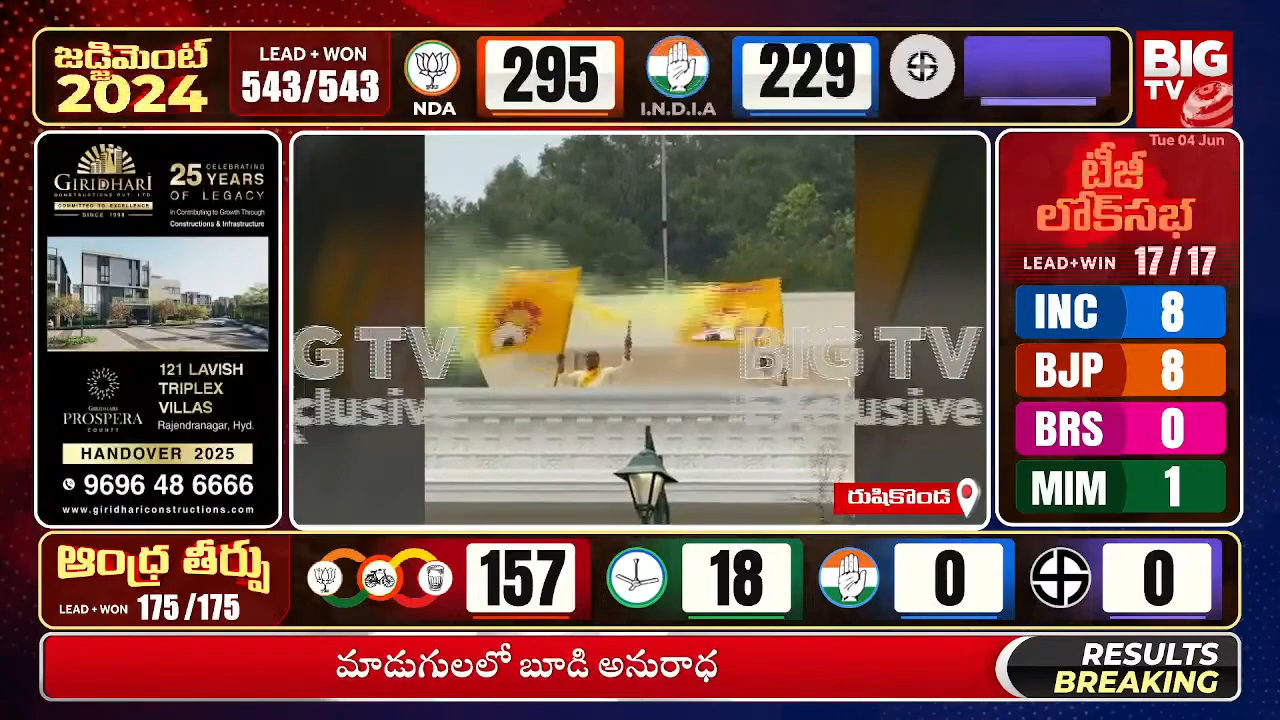 జడ్జిమెంట్
2024
LEAD + WON
543/543
NDA
295
I.N.D.I.A
229
BIG
TV
GIRIDHARI
CONSTRUCTIONS PVT. LTD.
COMMITTED TO EXCELLENCE
SINCE 1998
CELEBRATING
25 YEARS
OF LEGACY
in Contributing to Growth Through
Constructions & Infrastructure
GIRIDHARI
PROSPERA
COUNTY
121 LAVISH
TRIPLEX
VILLAS
Rajendranagar, Hyd.
HANDOVER 2025
9696 48 6666
www.giridhariconstructions.com
G TV
xclusive
BIG TV
Exclusive
రుషికొండ
Tue 04 Jun
టీజీ
లోక్‌సభ
LEAD+WIN 17/17
INC 8
BJP 8
BRS 0
MIM 1
ఆంధ్ర తీర్పు
LEAD + WON 175/175
157
18
0
0
మాడుగులలో బూడి అనురాధ
RESULTS
BREAKING